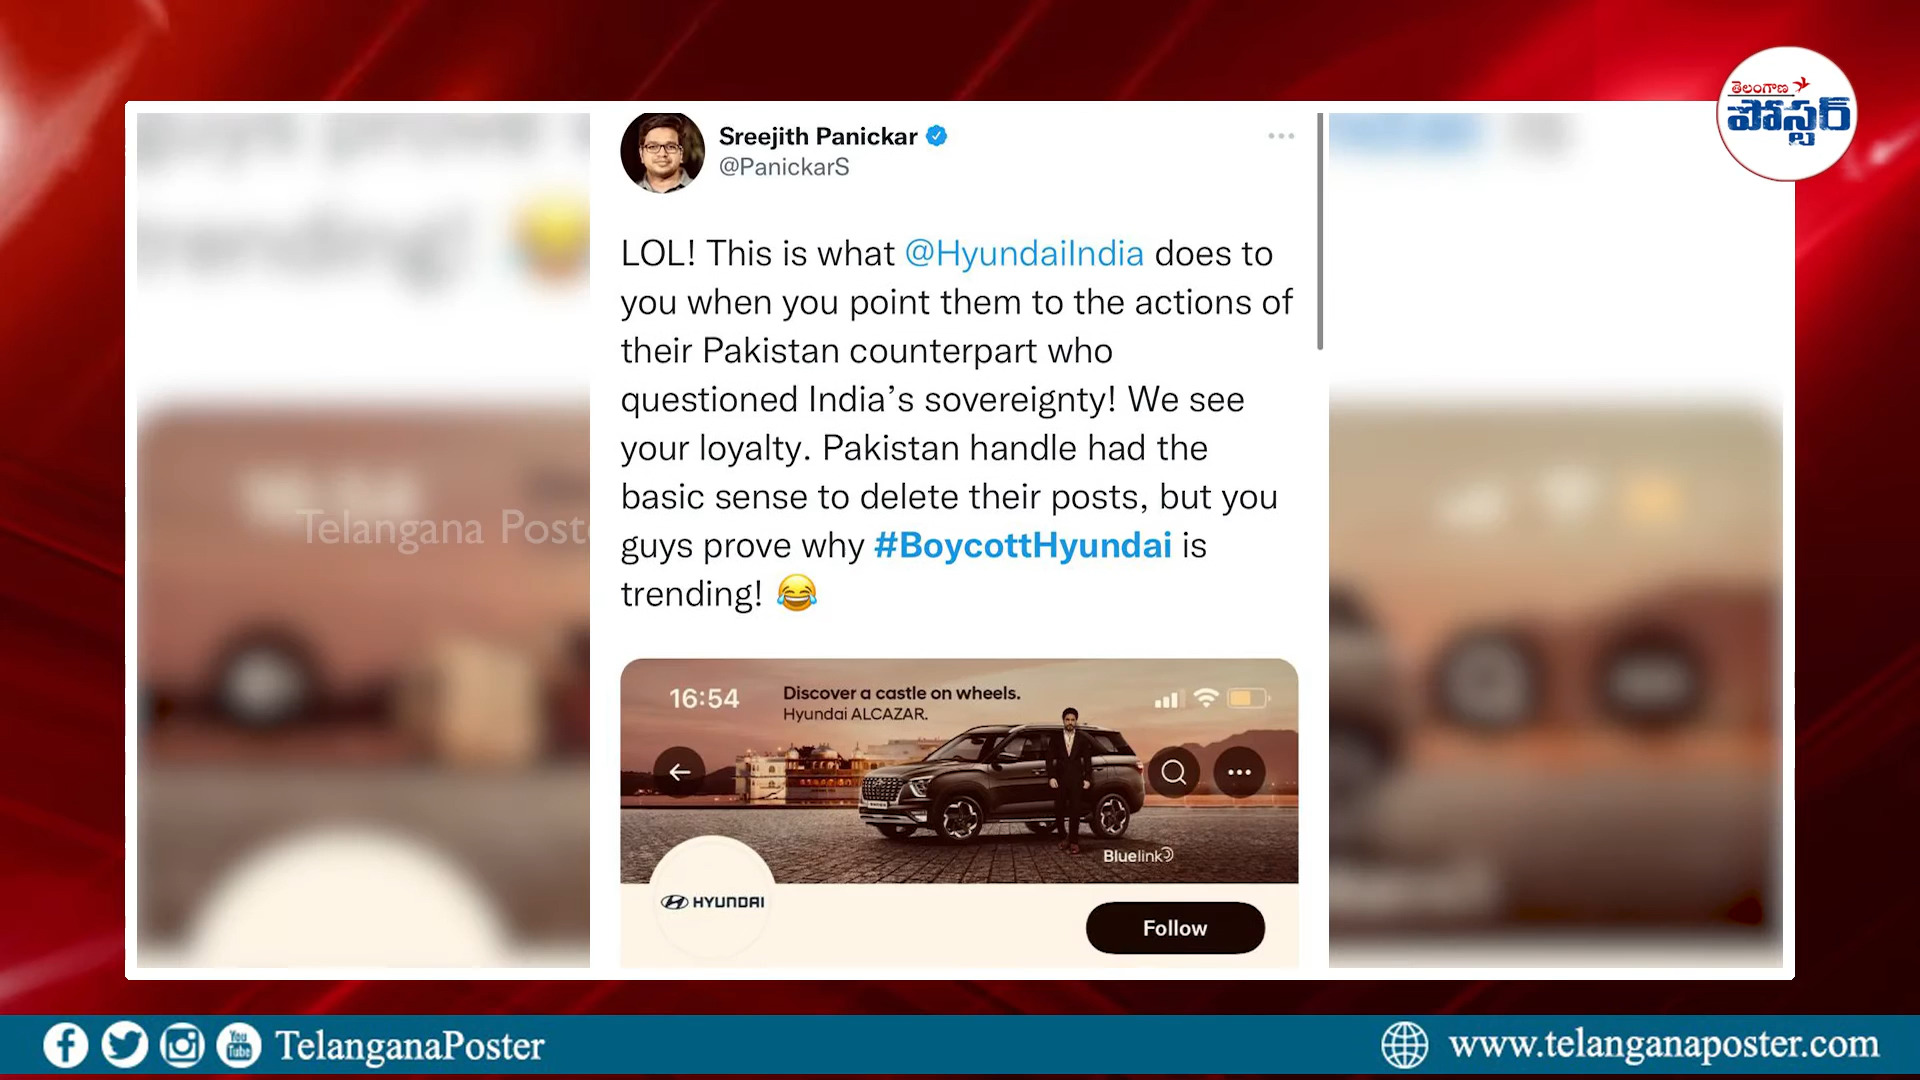 తెలంగాణ
పోస్టర్
Sreejith Panickar
@PanickarS
LOL! This is what @HyundaiIndia does to
you when you point them to the actions of
their Pakistan counterpart who
questioned India’s sovereignty! We see
your loyalty. Pakistan handle had the
basic sense to delete their posts, but you
guys prove why #BoycottHyundai is
trending! 😂
Telangana Poste
16:54
Discover a castle on wheels.
Hyundai ALCAZAR.
Bluelink
HYUNDAI
Follow
You
Tube
TelanganaPoster
www.telanganaposter.com